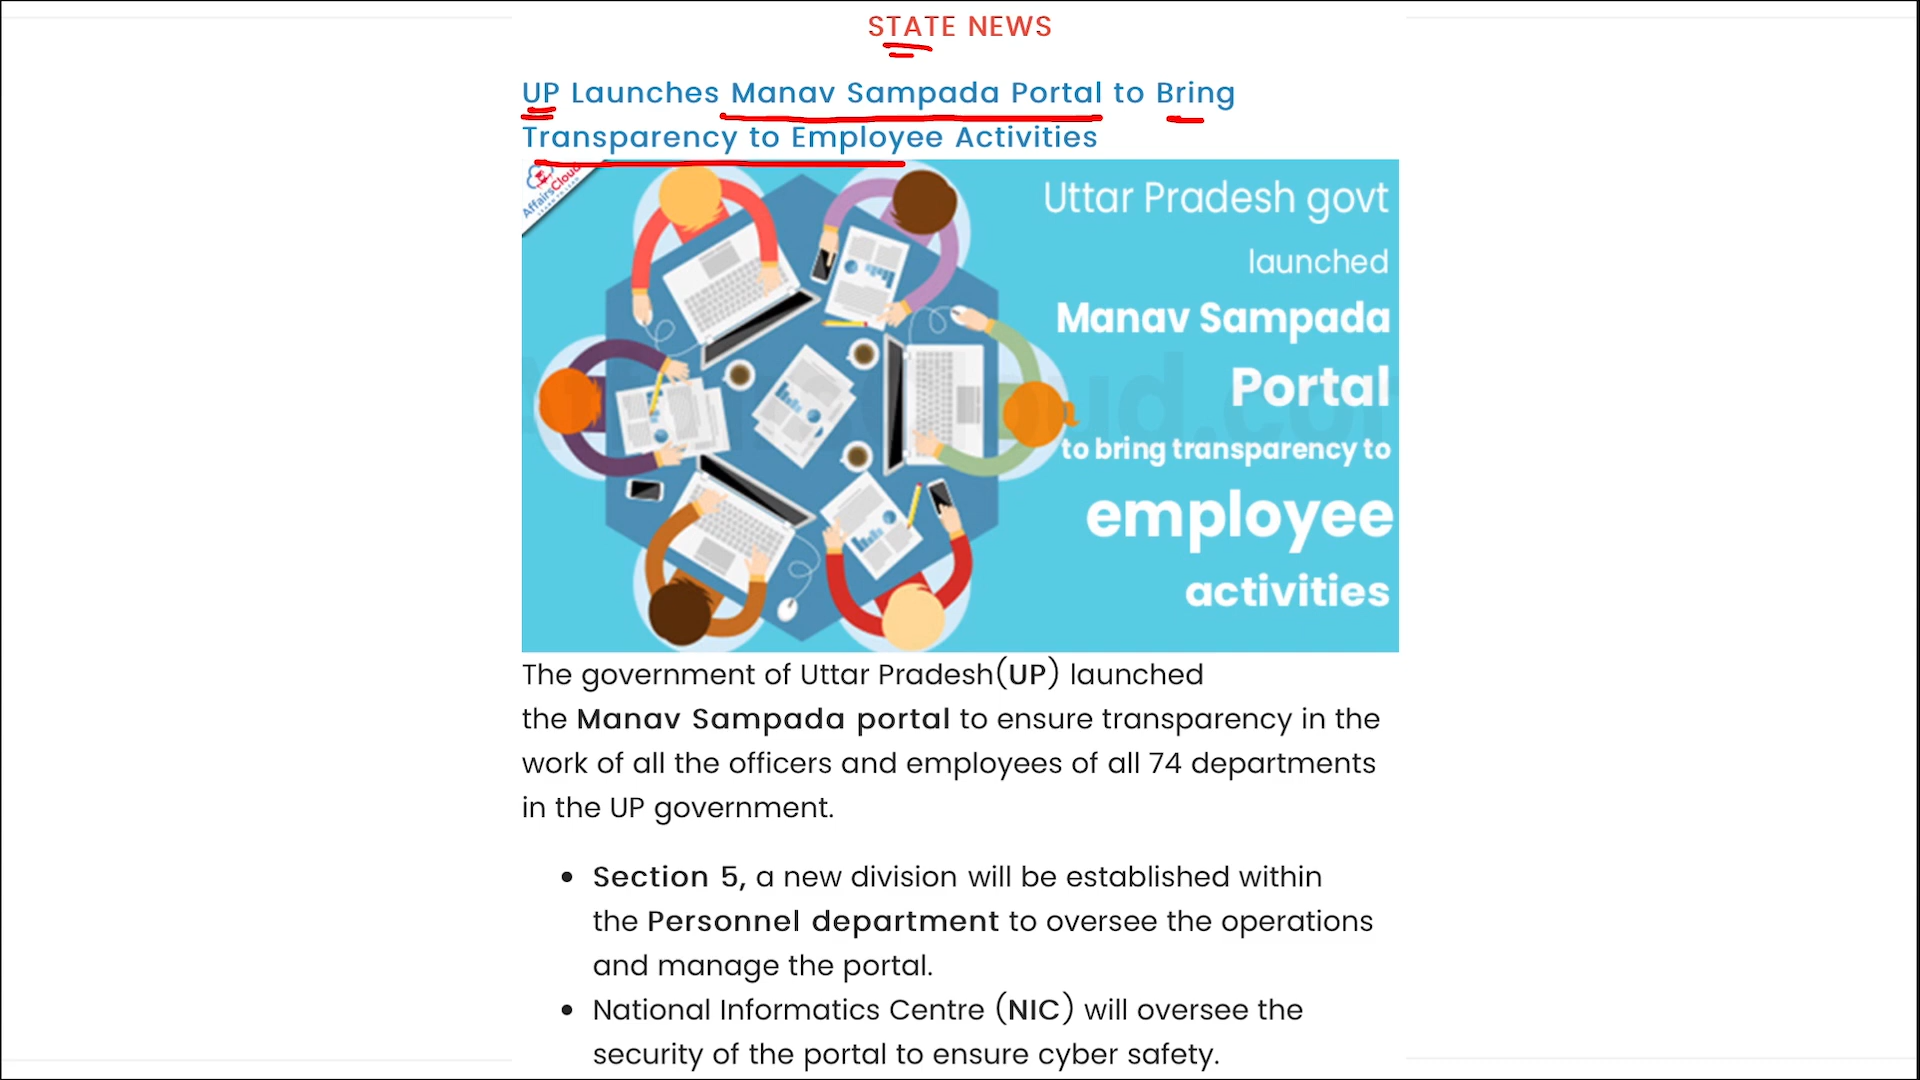 STATE NEWS
UP Launches Manav Sampada Portal to Bring
Transparency to Employee Activities
AffairsCloud
Uttar Pradesh govt
launched
Manav Sampada
Portal
to bring transparency to
employee
activities
The government of Uttar Pradesh(UP) launched
the Manav Sampada portal to ensure transparency in the
work of all the officers and employees of all 74 departments
in the UP government.
• Section 5, a new division will be established within
the Personnel department to oversee the operations
and manage the portal.
• National Informatics Centre (NIC) will oversee the
security of the portal to ensure cyber safety.